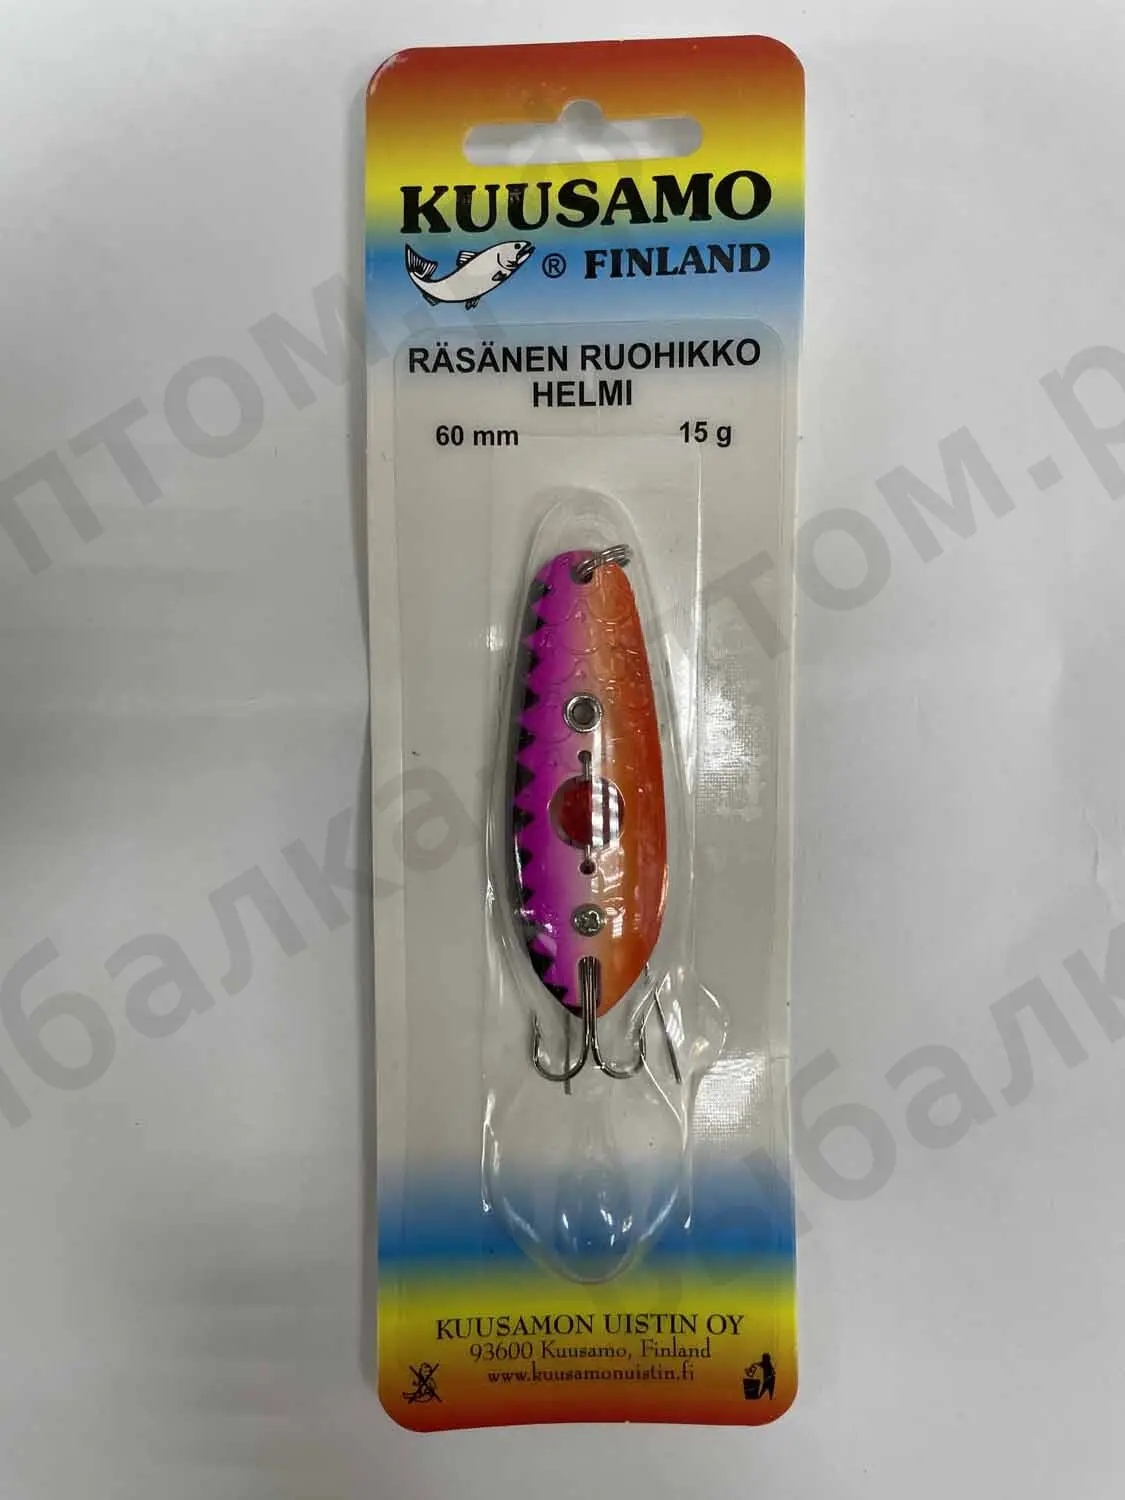 KUUSAMO
® FINLAND
RÄSÄNEN RUOHIKKO
HELMI
60 mm 15 g
KUUSAMON UISTIN OY
93600 Kuusamo, Finland
www.kuusamonuistin.fi